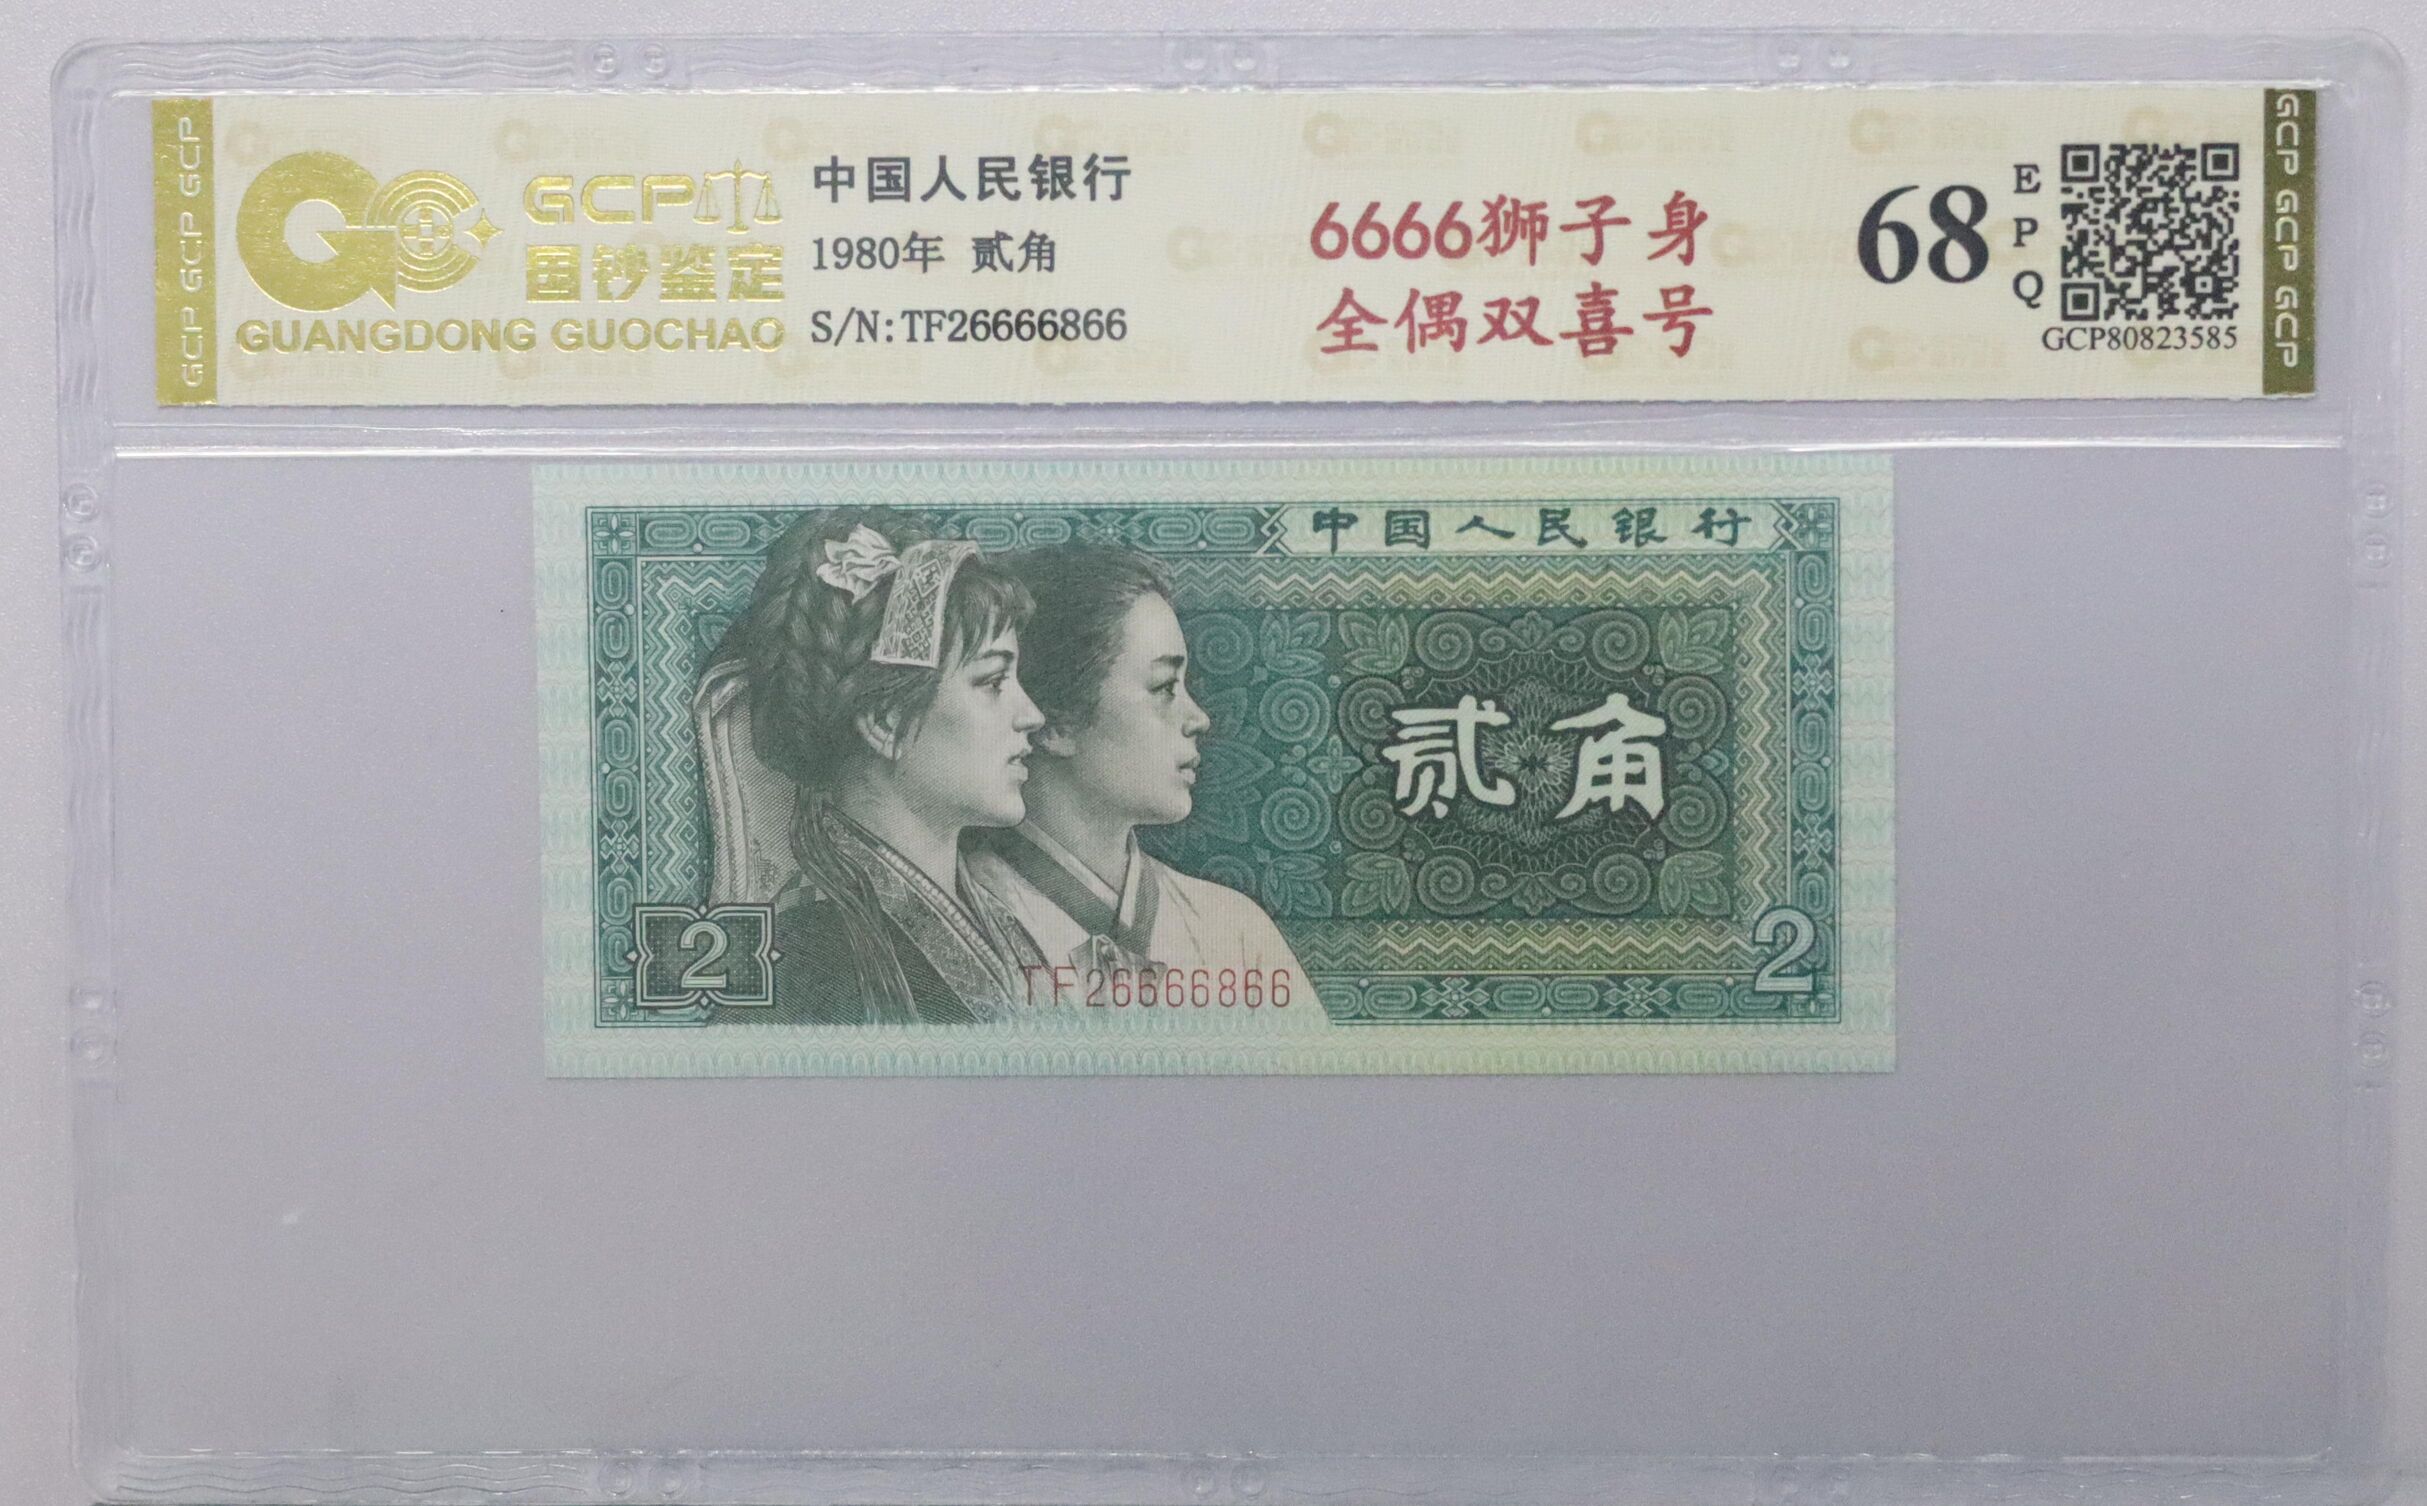 GCP GCP GCP
GCP
国钞鉴定
GUANGDONG GUOCHAO
中国人民银行
1980年 贰角
S/N:TF26666866
6666狮子身
全偶双喜号
68
EPQ
GCP80823585
GCP GCP GCP
中国人民银行
贰角
2
TF26666866
2